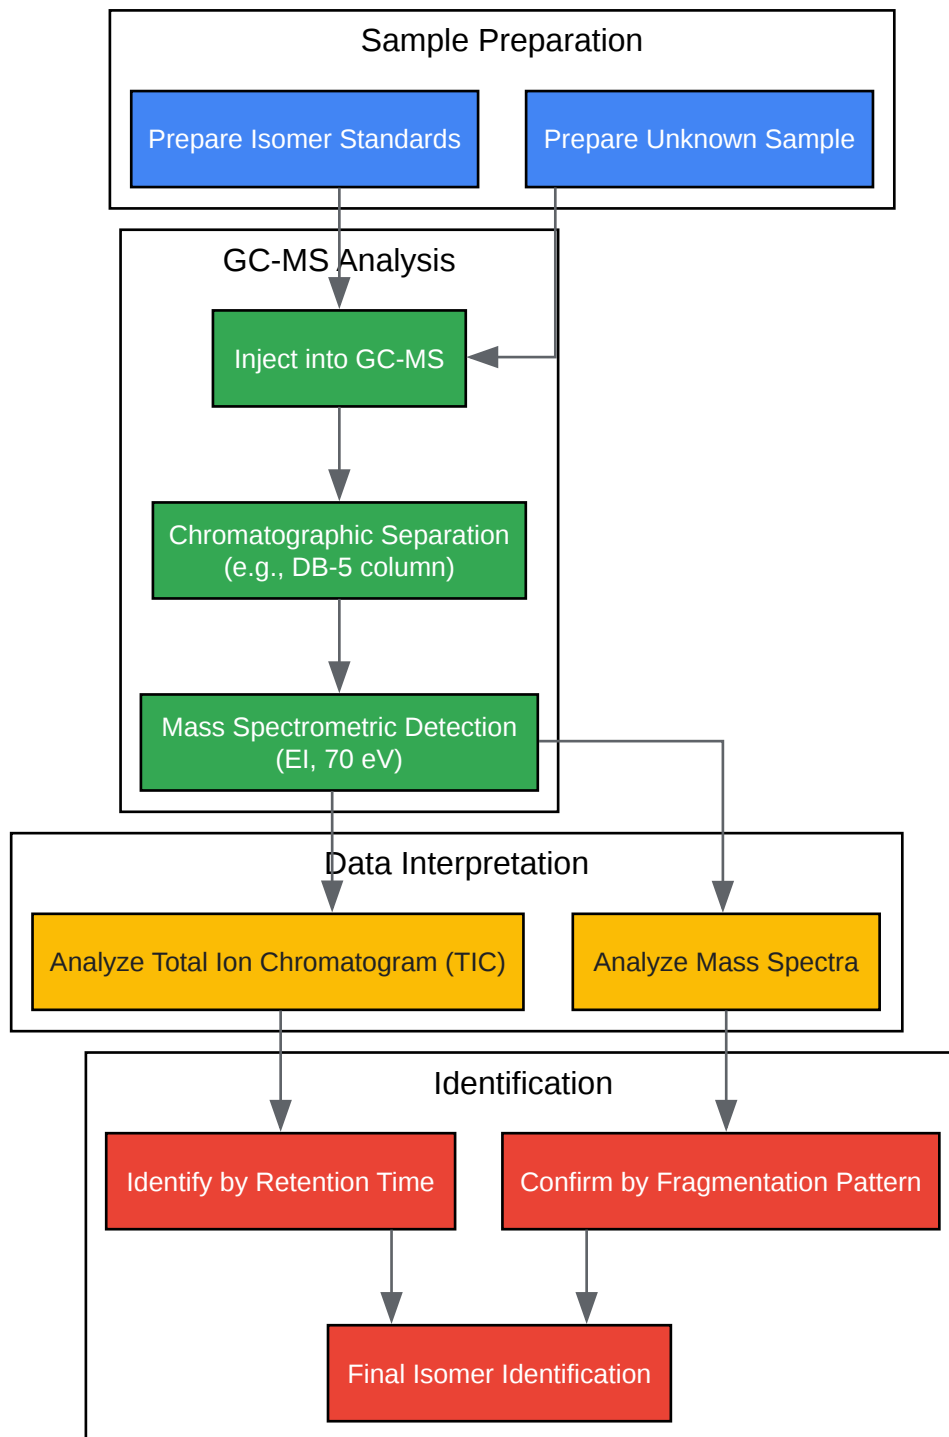 Sample Preparation
Prepare Isomer Standards
Prepare Unknown Sample
GC-MS Analysis
Inject into GC-MS
Chromatographic Separation
(e.g., DB-5 column)
Mass Spectrometric Detection
(EI, 70 eV)
Data Interpretation
Analyze Total Ion Chromatogram (TIC)
Analyze Mass Spectra
Identification
Identify by Retention Time
Confirm by Fragmentation Pattern
Final Isomer Identification